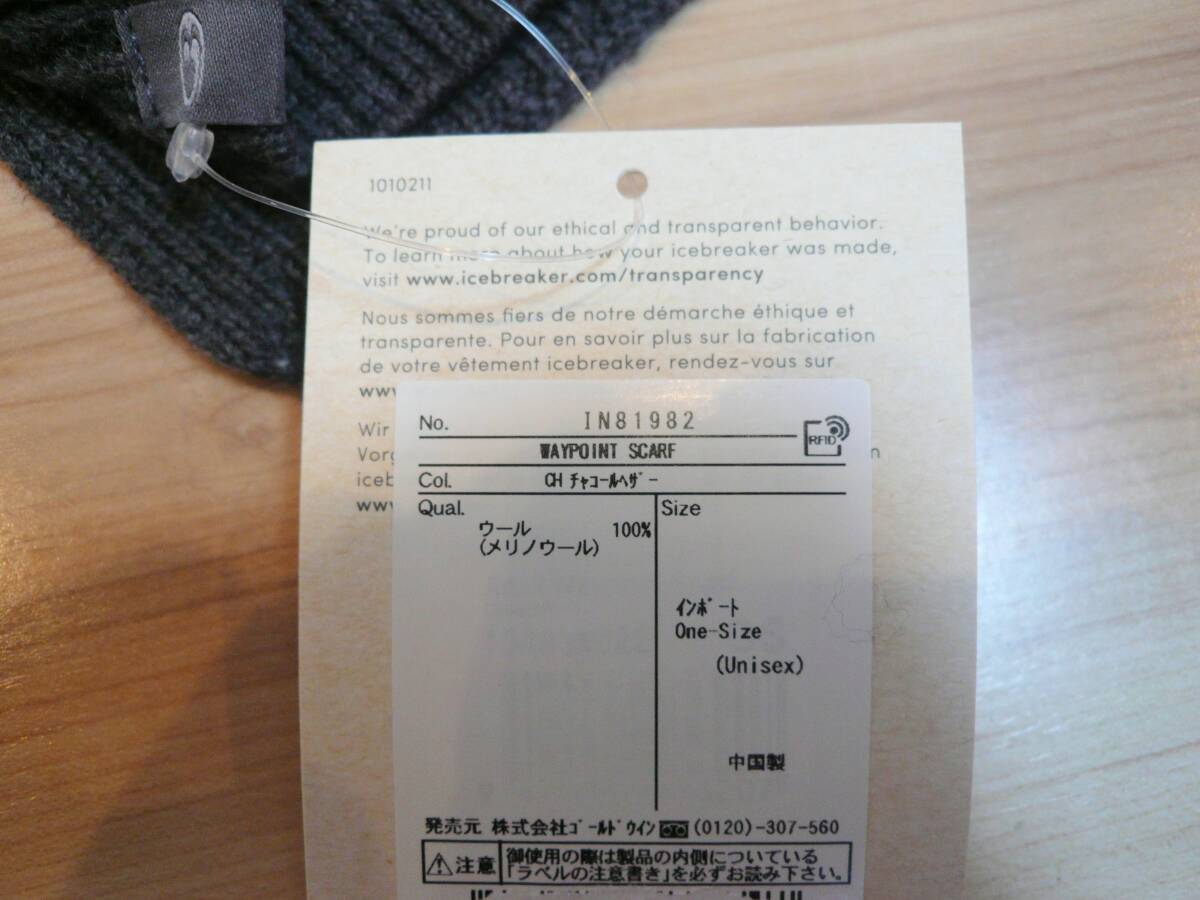 1010211
We're proud of our ethical and transparent behavior.
To learn more about how your icebreaker was made,
visit www.icebreaker.com/transparency
Nous sommes fiers de notre démarche éthique et
transparente. Pour en savoir plus sur la fabrication
de votre vêtement icebreaker, rendez-vous sur
www
Wir
Vorg
iceb
www
No. IN81982
RFID
WAYPOINT SCARF
Col. CH チャコールヘザー
Qual.
ウール 100%
(メリノウール)
Size
インポート
One-Size
(Unisex)
中国製
発売元 株式会社ゴールドウイン (0120)-307-560
注意
御使用の際は製品の内側についている
「ラベルの注意書き」を必ずお読み下さい。